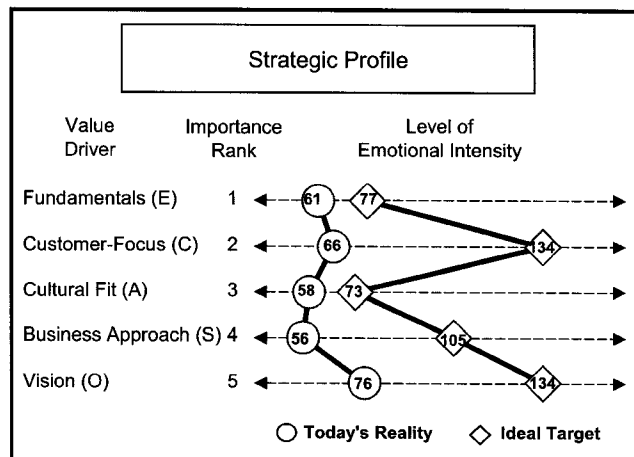 Strategic Profile
Value Driver Importance Rank Level of Emotional Intensity
Fundamentals (E) 1 61 77
Customer-Focus (C) 2 66 134
Cultural Fit (A) 3 58 73
Business Approach (S) 4 56 105
Vision (O) 5 76 134
Today's Reality Ideal Target